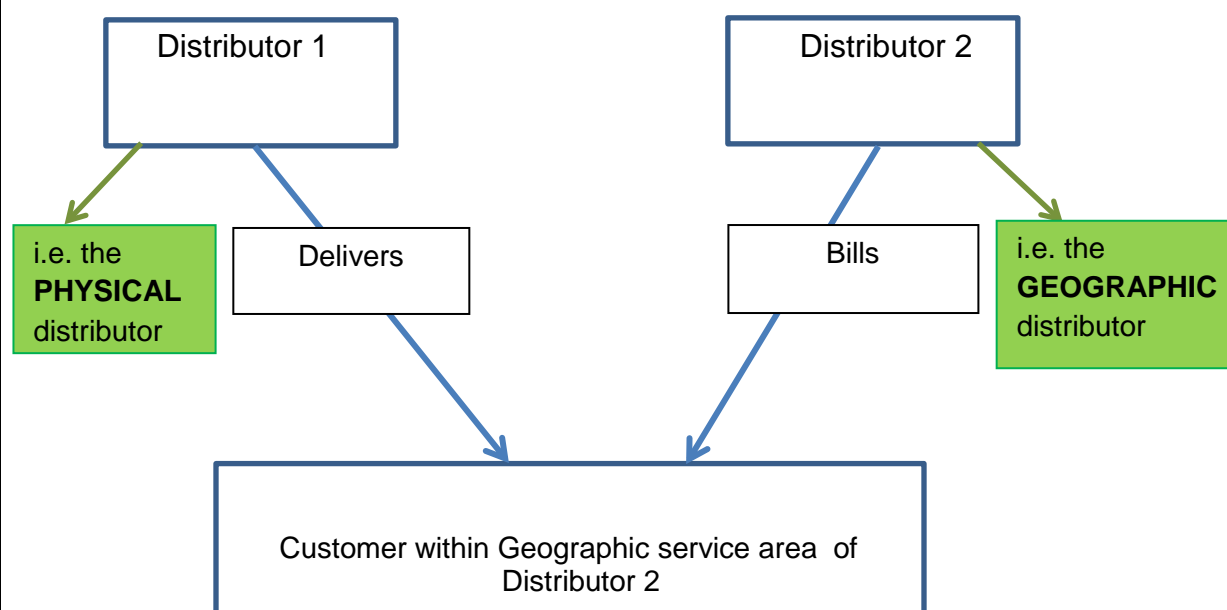 Distributor 1
Distributor 2
i.e. the
PHYSICAL
distributor
Delivers
Bills
i.e. the
GEOGRAPHIC
distributor
Customer within Geographic service area of
Distributor 2